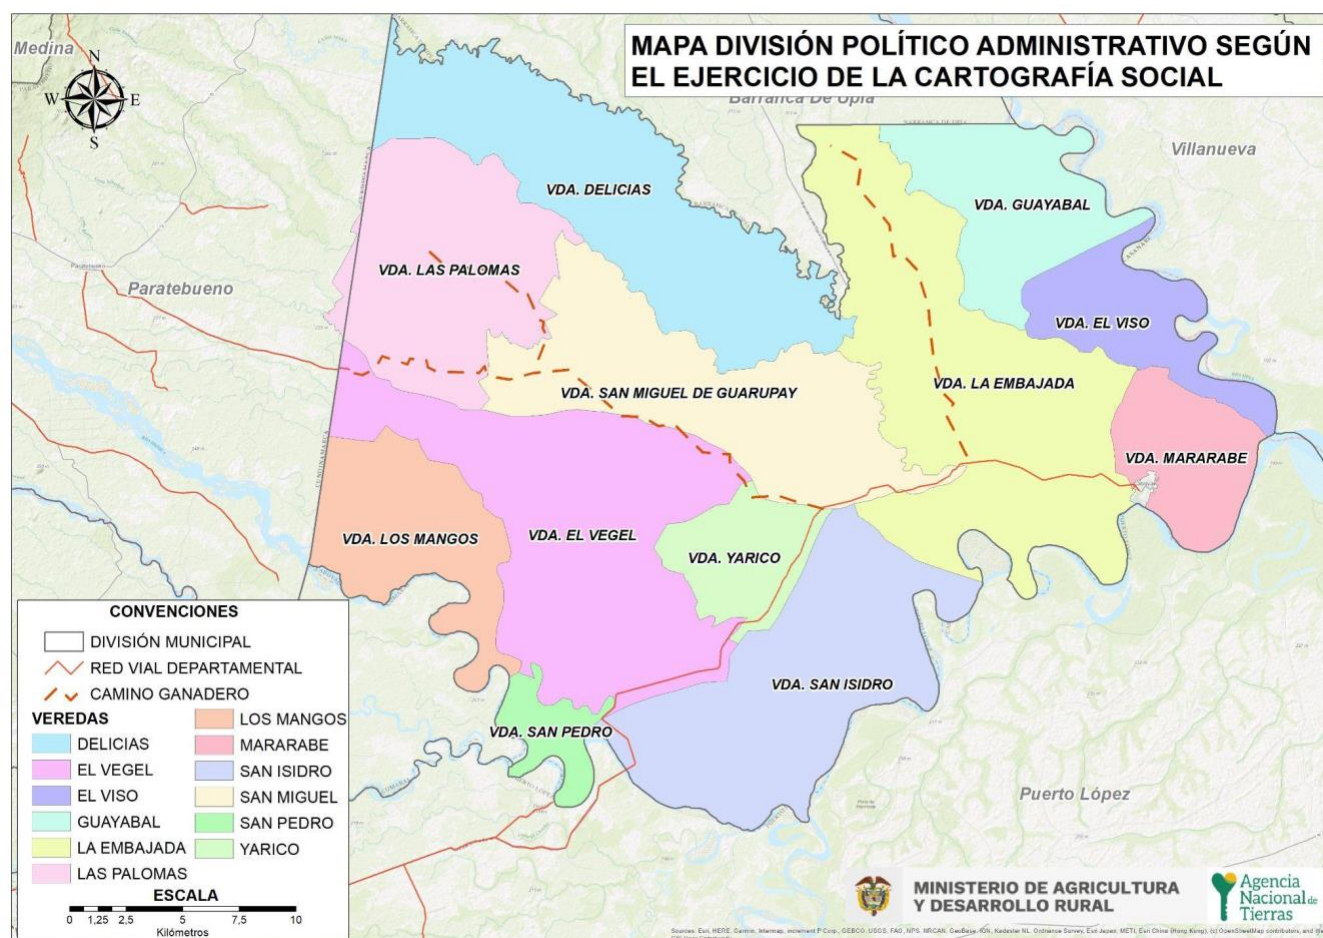 MAPA DIVISIÓN POLÍTICO ADMINISTRATIVO SEGÚN
EL EJERCICIO DE LA CARTOGRAFÍA SOCIAL
Medina
N
W
E
S
Barranca De Upía
Villanueva
VDA. DELICIAS
VDA. GUAYABAL
VDA. LAS PALOMAS
Paratebueno
Paratebueno
VDA. EL VISO
VDA. LA EMBAJADA
VDA. SAN MIGUEL DE GUARUPAY
CUNDINAMARCA
VDA. MARARABE
VDA. LOS MANGOS
VDA. EL VEGEL
VDA. YARICO
VDA. SAN ISIDRO
VDA. SAN PEDRO
Puerto López
CONVENCIONES
DIVISIÓN MUNICIPAL
RED VIAL DEPARTAMENTAL
CAMINO GANADERO
VEREDAS
DELICIAS
EL VEGEL
EL VISO
GUAYABAL
LA EMBAJADA
LAS PALOMAS
LOS MANGOS
MARARABE
SAN ISIDRO
SAN MIGUEL
SAN PEDRO
YARICO
ESCALA
0 1,25 2,5 5 7,5 10
Kilómetros
MINISTERIO DE AGRICULTURA
Y DESARROLLO RURAL
Agencia
Nacional de
Tierras